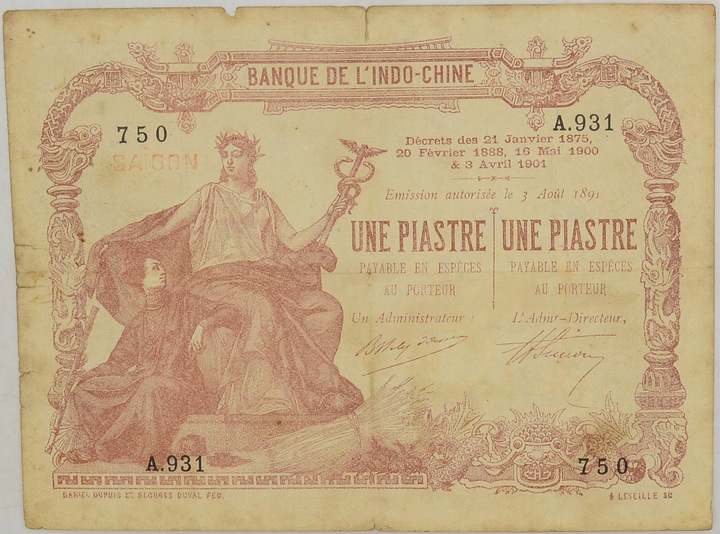 BANQUE DE L'INDO-CHINE
750
A.931
SAIGON
Décrets des 21 Janvier 1875,
20 Février 1888, 16 Mai 1900
& 3 Avril 1901
Emission autorisée le 3 Août 1891
UNE PIASTRE
PAYABLE EN ESPÈCES
AU PORTEUR
Un Administrateur :
UNE PIASTRE
PAYABLE EN ESPÈCES
AU PORTEUR
L'Admr-Directeur,
A.931
750
DANIEL DUPUIS ET GEORGES DUVAL FEC.
LEVEILLE SC